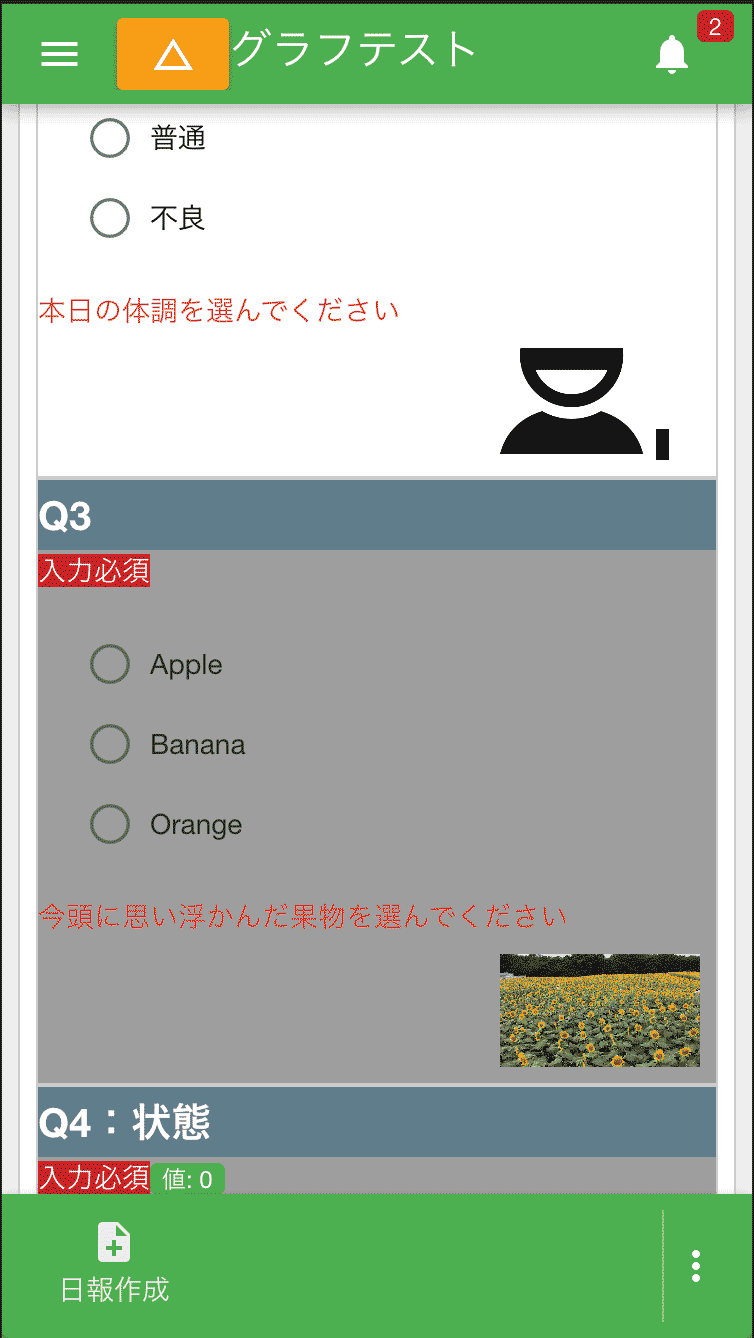 グラフテスト
2
普通
不良
本日の体調を選んでください
Q3
入力必須
Apple
Banana
Orange
今頭に思い浮かんだ果物を選んでください
Q4：状態
入力必須 値: 0
日報作成